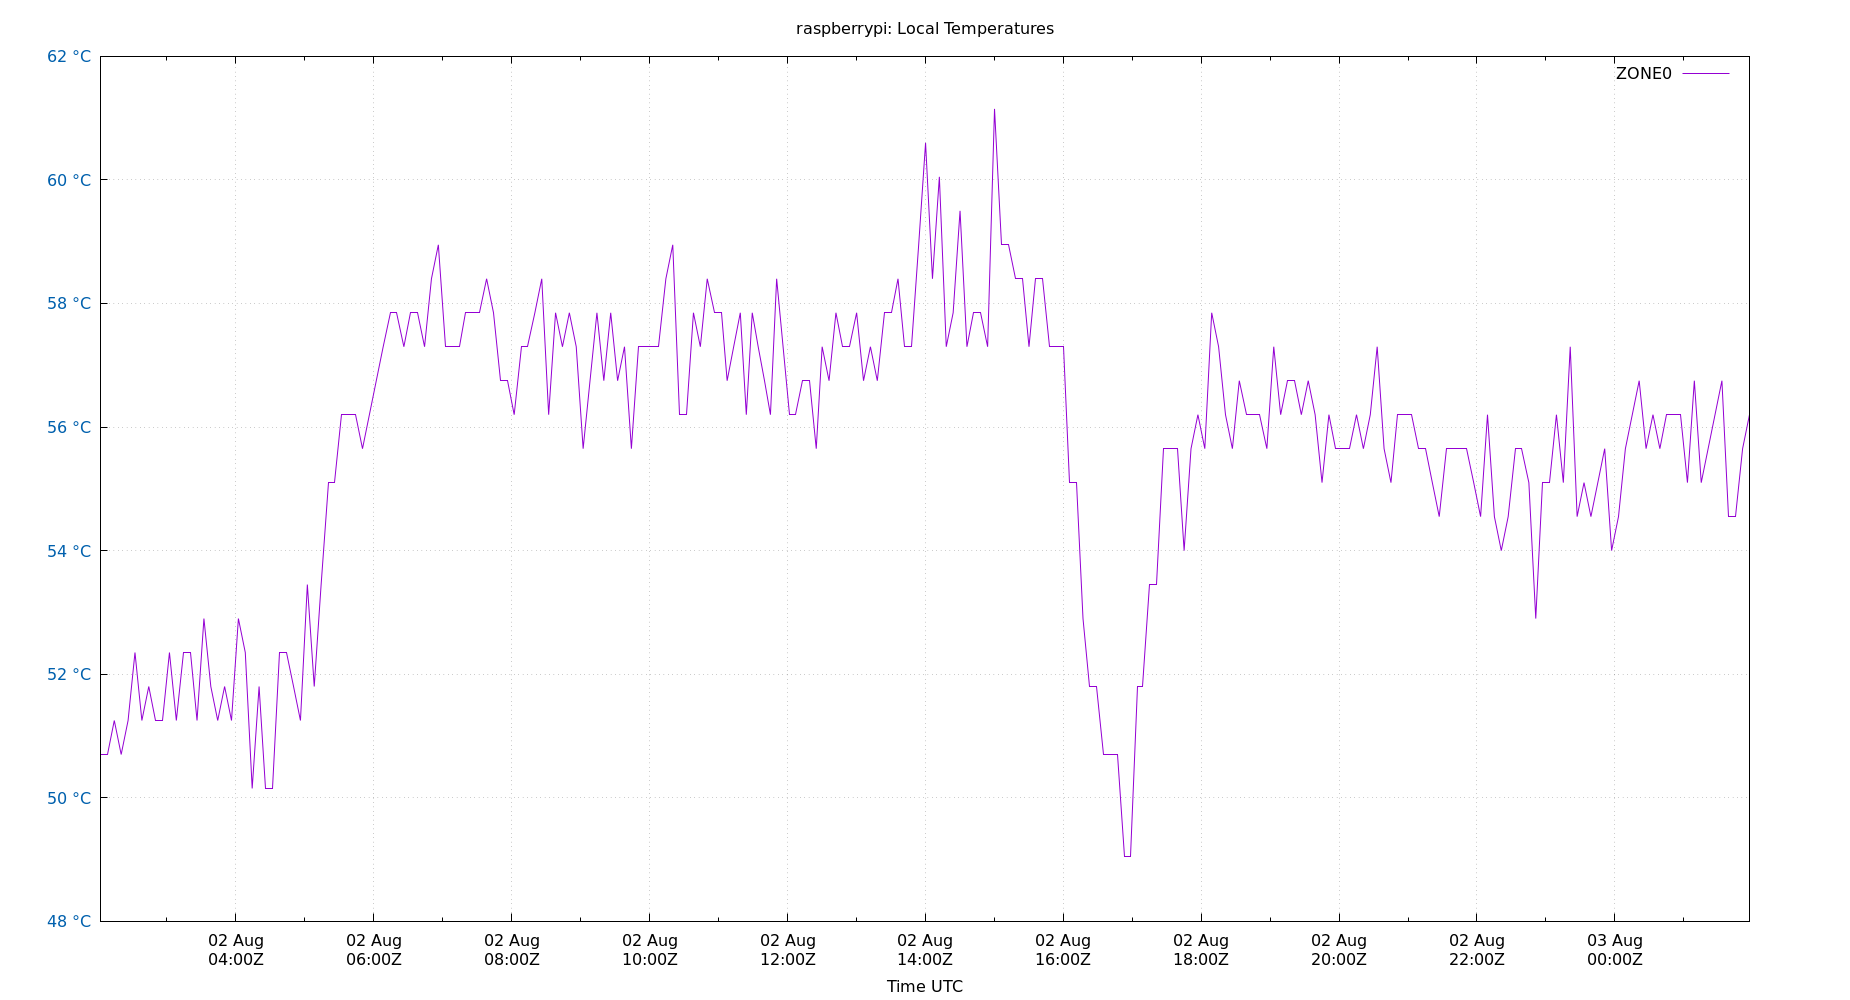 raspberrypi: Local Temperatures
ZONE0
62 °C
60 °C
58 °C
56 °C
54 °C
52 °C
50 °C
48 °C
02 Aug 02 Aug 02 Aug 02 Aug 02 Aug 02 Aug 02 Aug 02 Aug 02 Aug 02 Aug 03 Aug
04:00Z 06:00Z 08:00Z 10:00Z 12:00Z 14:00Z 16:00Z 18:00Z 20:00Z 22:00Z 00:00Z
Time UTC